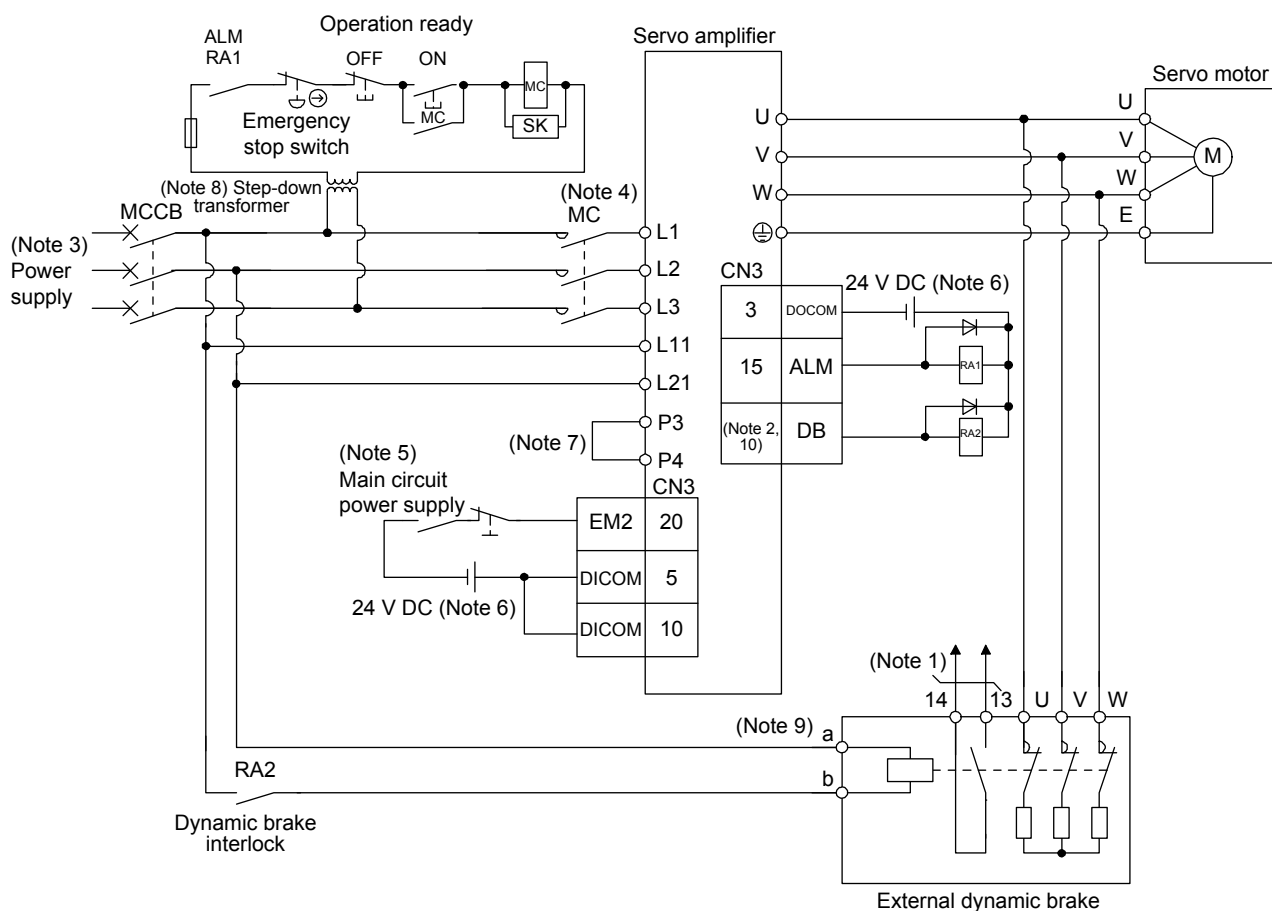 Operation ready
ALM
RA1
OFF
ON
MC
MC
SK
Emergency
stop switch
(Note 8) Step-down
transformer
MCCB
(Note 3)
Power
supply
(Note 4)
MC
Servo amplifier
L1
L2
L3
L11
L21
P3
P4
(Note 7)
U
V
W
Servo motor
U
V
W
E
M
CN3
3
DOCOM
15
ALM
(Note 2,
10)
DB
24 V DC (Note 6)
RA1
RA2
(Note 5)
Main circuit
power supply
CN3
EM2
20
DICOM
5
DICOM
10
24 V DC (Note 6)
(Note 1)
14
13
U
V
W
(Note 9)
a
b
RA2
Dynamic brake
interlock
External dynamic brake